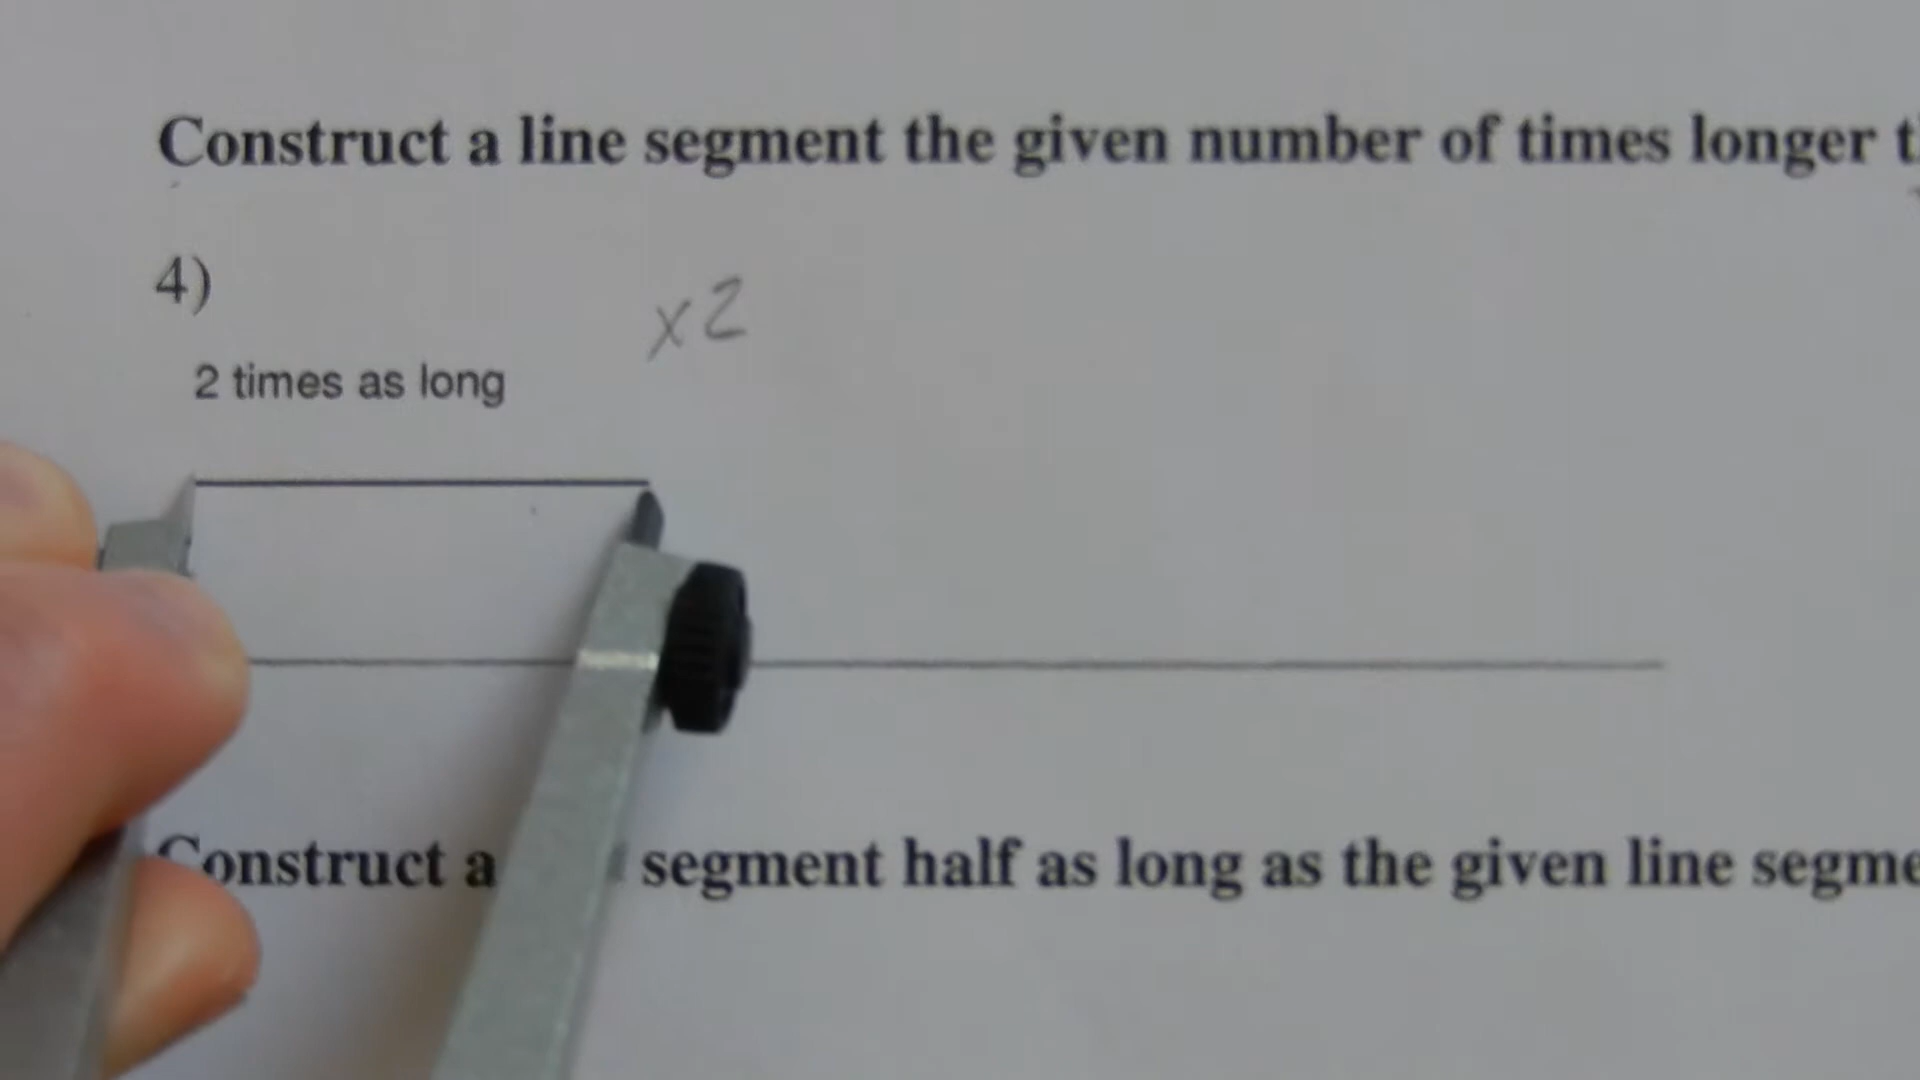 Construct a line segment the given number of times longer
4)
x2
2 times as long
Construct a segment half as long as the given line